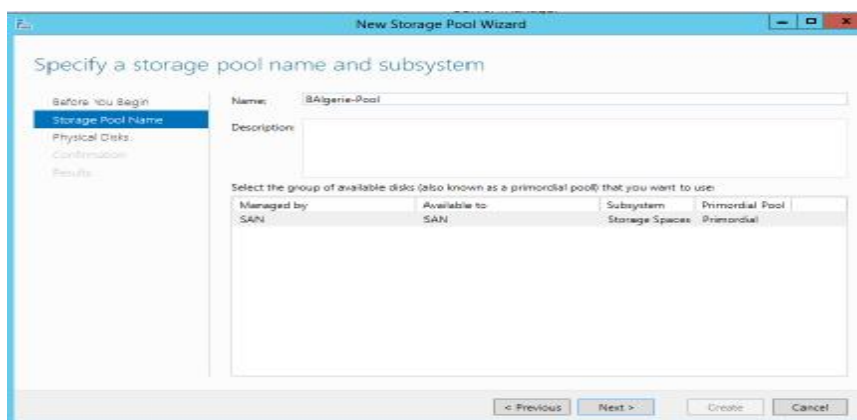 New Storage Pool Wizard
Specify a storage pool name and subsystem
Before You Begin
Storage Pool Name
Physical Disks
Confirmation
Results
Name: BAlgerie-Pool
Description:
Select the group of available disks (also known as a primordial pool) that you want to use:
Managed by Available to Subsystem Primordial Pool
SAN SAN Storage Spaces Primordial
< Previous Next > Create Cancel